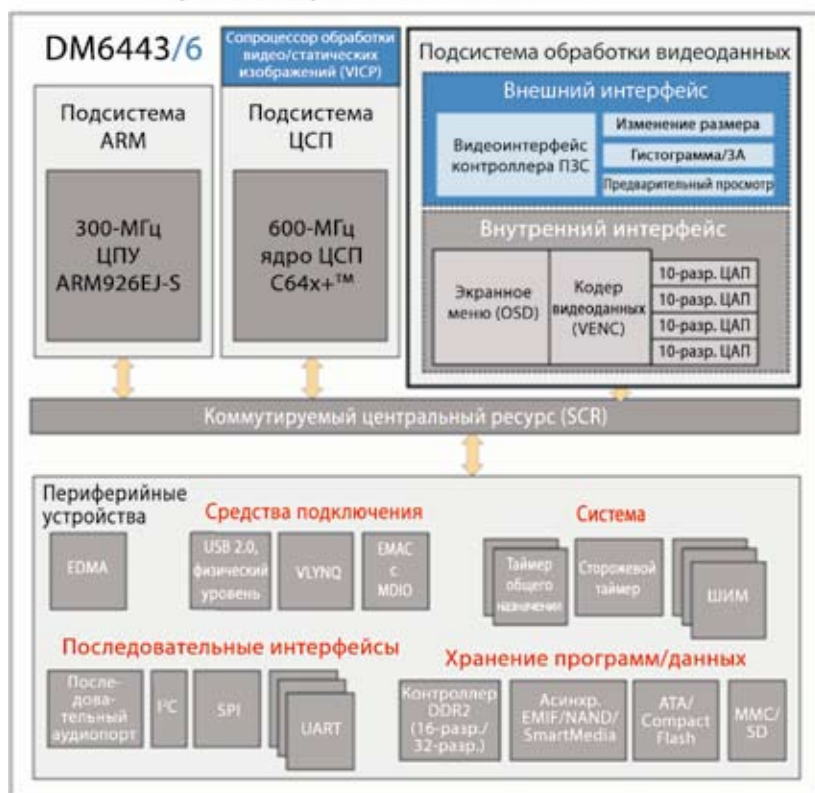 DM6443/6
Сопроцессор обработки
видео/статических
изображений (VICP)
Подсистема
ARM
300-МГц
ЦПУ
ARM926EJ-S
Подсистема
ЦСП
600-МГц
ядро ЦСП
C64x+™
Подсистема обработки видеоданных
Внешний интерфейс
Видеоинтерфейс
контроллера ПЗС
Изменение размера
Гистограмма/3А
Предварительный просмотр
Внутренний интерфейс
Экранное
меню (OSD)
Кодер
видеоданных
(VENC)
10-разр. ЦАП
10-разр. ЦАП
10-разр. ЦАП
10-разр. ЦАП
Коммутируемый центральный ресурс (SCR)
Периферийные
устройства
EDMA
Средства подключения
USB 2.0,
физический
уровень
VLYNQ
EMAC
с
MDIO
Система
Таймер
общего
назначения
Сторожевой
таймер
ШИМ
Последовательные интерфейсы
После-
дова-
тельный
аудиопорт
I²C
SPI
UART
Хранение программ/данных
Контроллер
DDR2
(16-разр./
32-разр.)
Асинхр.
EMIF/NAND/
SmartMedia
ATA/
Compact
Flash
MMC/
SD